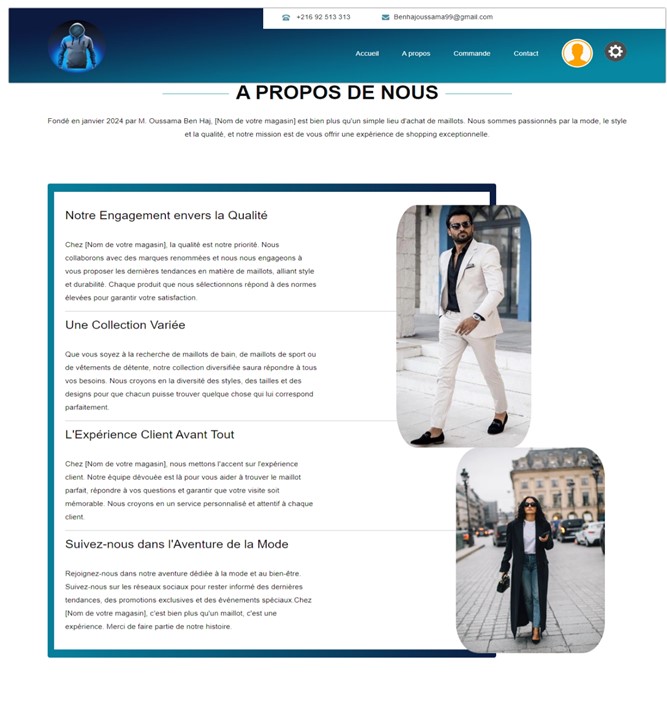 +216 92 513 313 Benhajoussama99@gmail.com
Accueil A propos Commande Contact
A PROPOS DE NOUS
Fondé en janvier 2024 par M. Oussama Ben Haj, [Nom de votre magasin] est bien plus qu'un simple lieu d'achat de maillots. Nous sommes passionnés par la mode, le style
et la qualité, et notre mission est de vous offrir une expérience de shopping exceptionnelle.
Notre Engagement envers la Qualité
Chez [Nom de votre magasin], la qualité est notre priorité. Nous
collaborons avec des marques renommées et nous nous engageons à
vous proposer les dernières tendances en matière de maillots, alliant style
et durabilité. Chaque produit que nous sélectionnons répond à des normes
élevées pour garantir votre satisfaction.
Une Collection Variée
Que vous soyez à la recherche de maillots de bain, de maillots de sport ou
de vêtements de détente, notre collection diversifiée saura répondre à tous
vos besoins. Nous croyons en la diversité des styles, des tailles et des
designs pour que chacun puisse trouver quelque chose qui lui correspond
parfaitement.
L'Expérience Client Avant Tout
Chez [Nom de votre magasin], nous mettons l'accent sur l'expérience
client. Notre équipe dévouée est là pour vous aider à trouver le maillot
parfait, répondre à vos questions et garantir que votre visite soit
mémorable. Nous croyons en un service personnalisé et attentif à chaque
client.
Suivez-nous dans l'Aventure de la Mode
Rejoignez-nous dans notre aventure dédiée à la mode et au bien-être.
Suivez-nous sur les réseaux sociaux pour rester informé des dernières
tendances, des promotions exclusives et des événements spéciaux.Chez
[Nom de votre magasin], c'est bien plus qu'un maillot, c'est une
expérience. Merci de faire partie de notre histoire.